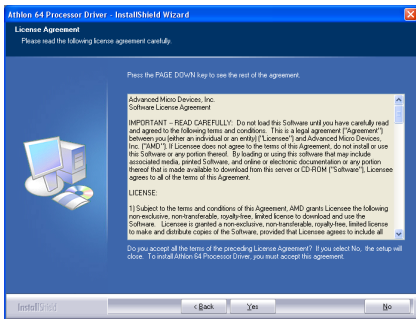 Athlon 64 Processor Driver - InstallShield Wizard
License Agreement
Please read the following license agreement carefully.
Press the PAGE DOWN key to see the rest of the agreement.
Advanced Micro Devices, Inc.
Software License Agreement
IMPORTANT – READ CAREFULLY: Do not load this Software until you have carefully read
and agreed to the following terms and conditions. This is a legal agreement ("Agreement")
between you (either an individual or an entity) ("Licensee") and Advanced Micro Devices,
Inc. ("AMD"). If Licensee does not agree to the terms of this Agreement, do not install or use
this Software or any portion thereof. By loading or using this software that may include
associated media, printed Software, and online or electronic documentation or any portion
thereof that is made available to download from this server or CD-ROM ("Software"), Licensee
agrees to all of the terms of this Agreement.
LICENSE:
1) Subject to the terms and conditions of this Agreement, AMD grants Licensee the following
non-exclusive, non-transferable, royalty-free, limited license to download and use the
Software. Licensee is granted a non-exclusive, non-transferable, royalty-free, limited license
to make and distribute copies of the Software, provided that Licensee agrees to include all
Do you accept all the terms of the preceding License Agreement? If you select No, the setup will
close. To install Athlon 64 Processor Driver, you must accept this agreement.
InstallShield
< Back
Yes
No